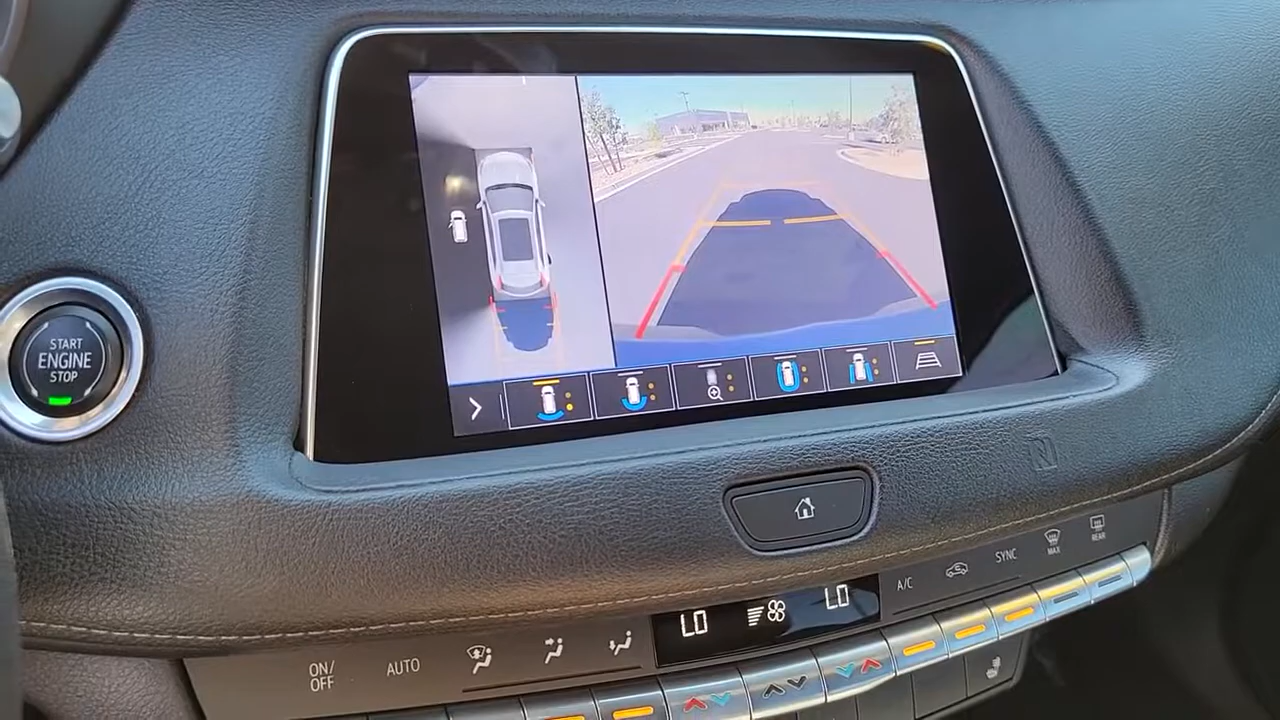 START
ENGINE
STOP
SYNC
MAX
REAR
A/C
LO
LO
ON/
OFF
AUTO